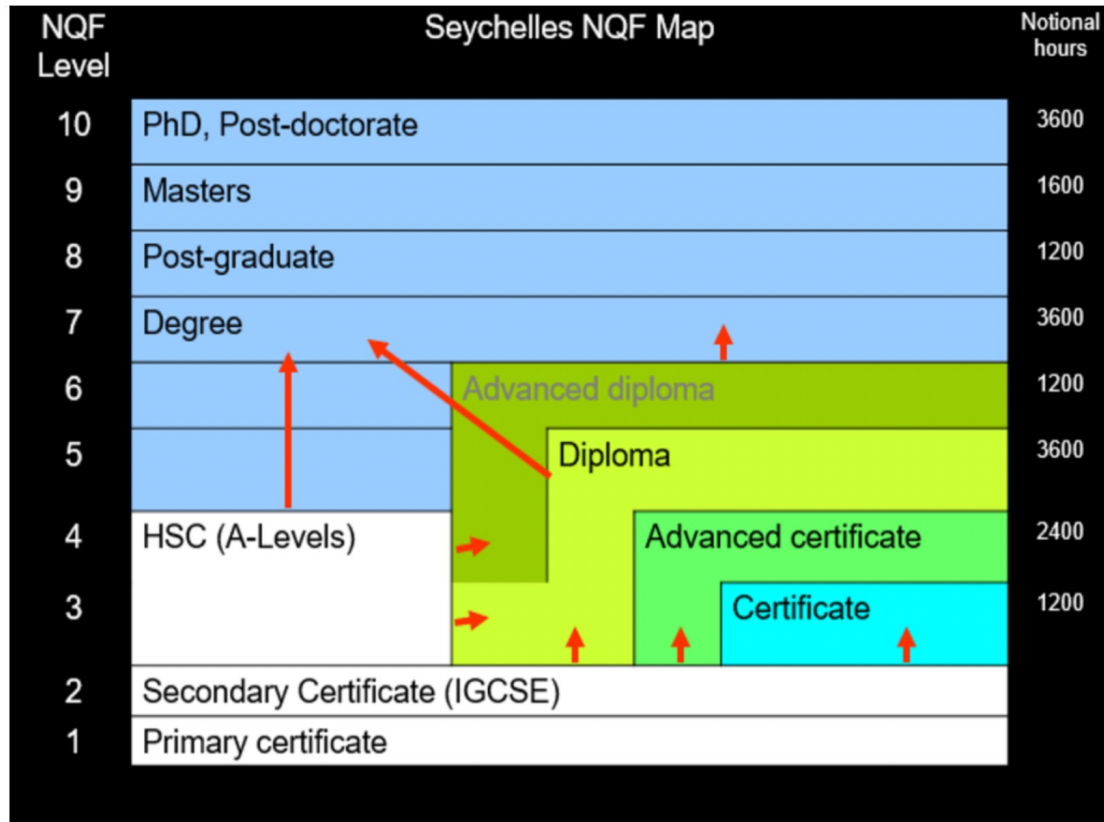 NQF
Level
Seychelles NQF Map
Notional
hours
10 PhD, Post-doctorate 3600
9 Masters 1600
8 Post-graduate 1200
7 Degree 3600
6 Advanced diploma 1200
5 Diploma 3600
4 HSC (A-Levels) Advanced certificate 2400
3 Certificate 1200
2 Secondary Certificate (IGCSE)
1 Primary certificate